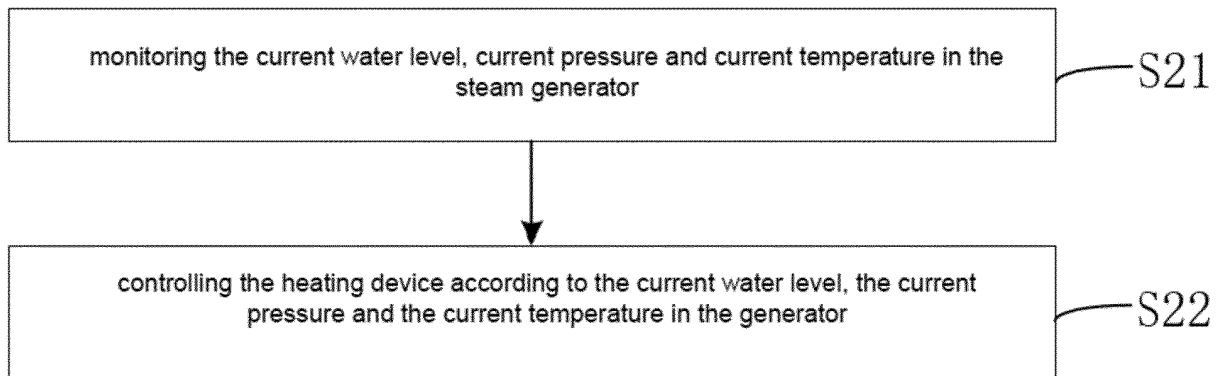 monitoring the current water level, current pressure and current temperature in the
steam generator
S21
controlling the heating device according to the current water level, the current
pressure and the current temperature in the generator
S22